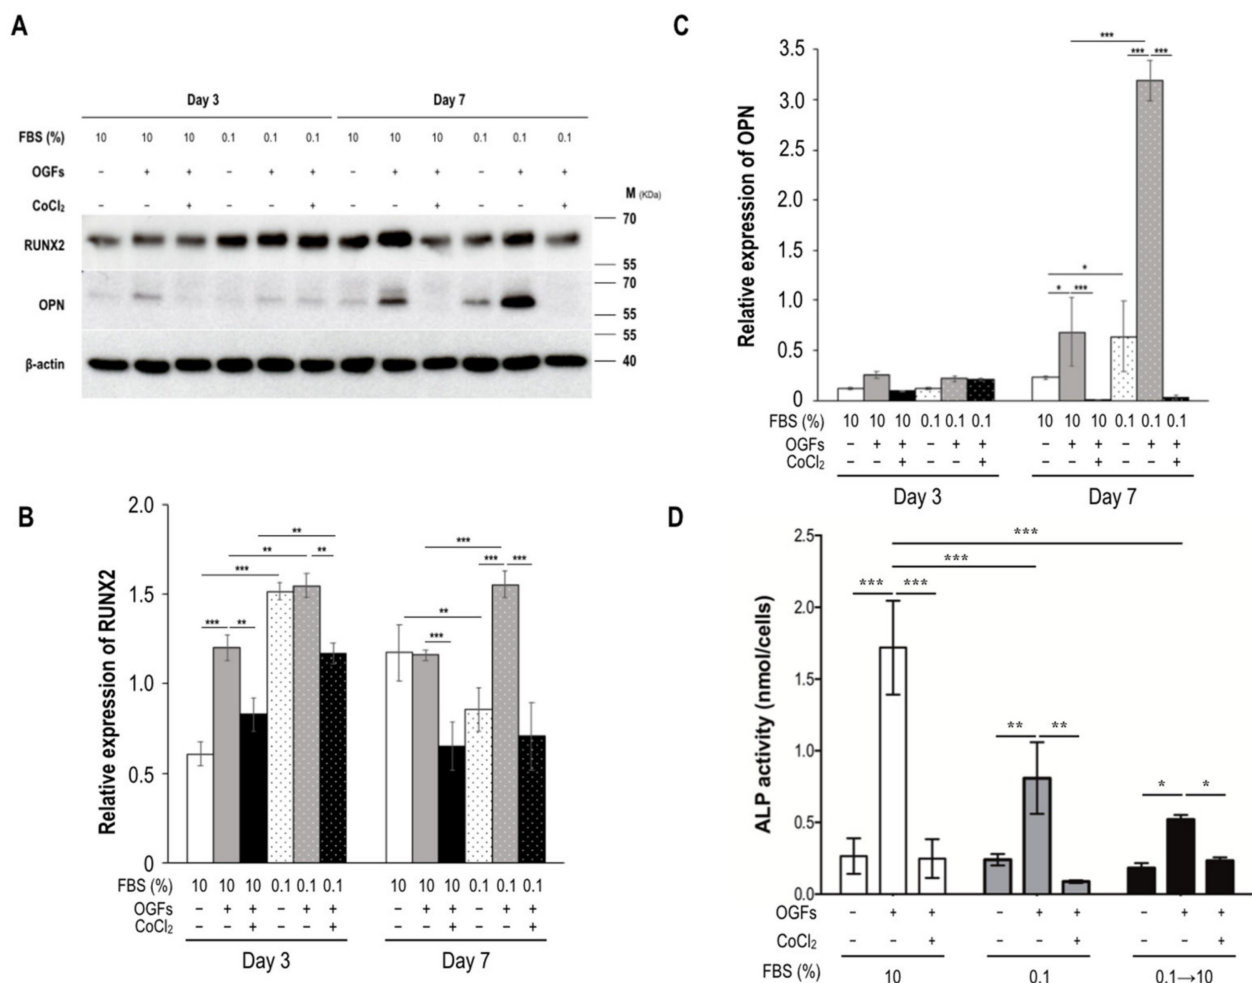 A
Day 3 Day 7
FBS (%) 10 10 10 0.1 0.1 0.1 10 10 10 0.1 0.1 0.1
OGFs – + + – + + – + + – + +
CoCl₂ – – + – – + – – + – – +
M (KDa)
RUNX2
70
55
OPN
70
55
β-actin
55
40
B
Relative expression of RUNX2
2.0
1.5
1.0
0.5
0
*** ** *** ** ** **
** *** *** *** ***
FBS (%) 10 10 10 0.1 0.1 0.1 10 10 10 0.1 0.1 0.1
OGFs – + + – + + – + + – + +
CoCl₂ – – + – – + – – + – – +
Day 3 Day 7
C
Relative expression of OPN
3.5
3.0
2.5
2.0
1.5
1.0
0.5
0
***
*** ***
*
* ***
FBS (%) 10 10 10 0.1 0.1 0.1 10 10 10 0.1 0.1 0.1
OGFs – + + – + + – + + – + +
CoCl₂ – – + – – + – – + – – +
Day 3 Day 7
D
ALP activity (nmol/cells)
2.5
2.0
1.5
1.0
0.5
0.0
***
***
*** ***
** **
* *
OGFs – + + – + + – + +
CoCl₂ – – + – – + – – +
FBS (%) 10 0.1 0.1→10